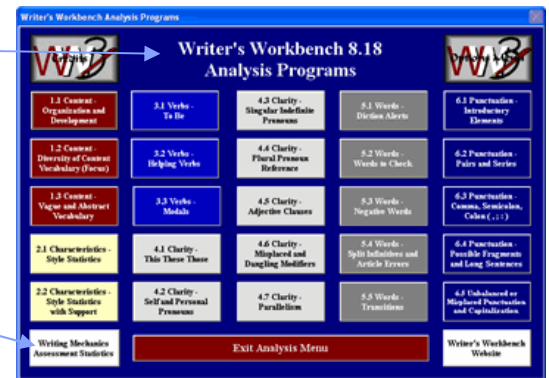 Writer's Workbench Analysis Programs
Writer's Workbench 8.18
Analysis Programs
Credits
1.1 Content -
Organization and
Development
1.2 Content -
Diversity of Content
Vocabulary (Focus)
1.3 Content -
Vague and Abstract
Vocabulary
2.1 Characteristics -
Style Statistics
2.2 Characteristics -
Style Statistics
with Support
Writing Mechanics
Assessment Statistics
3.1 Verbs -
To Be
3.2 Verbs -
Helping Verbs
3.3 Verbs -
Modals
4.1 Clarity -
This These Those
4.2 Clarity -
Self and Personal
Pronouns
4.3 Clarity -
Singular Indefinite
Pronouns
4.4 Clarity -
Plural Pronoun
Reference
4.5 Clarity -
Adjective Clauses
4.6 Clarity -
Misplaced and
Dangling Modifiers
4.7 Clarity -
Parallelism
5.1 Words -
Diction Alerts
5.2 Words -
Words to Check
5.3 Words -
Negative Words
5.4 Words -
Split Infinitives and
Article Errors
5.5 Words -
Transitions
6.1 Punctuation -
Introductory
Elements
6.2 Punctuation -
Pairs and Series
6.3 Punctuation -
Comma, Semicolon,
Colon ( , ; : )
6.4 Punctuation -
Possible Fragments
and Long Sentences
6.5 Unbalanced or
Misplaced Punctuation
and Capitalization
Exit Analysis Menu
Writer's Workbench
Website